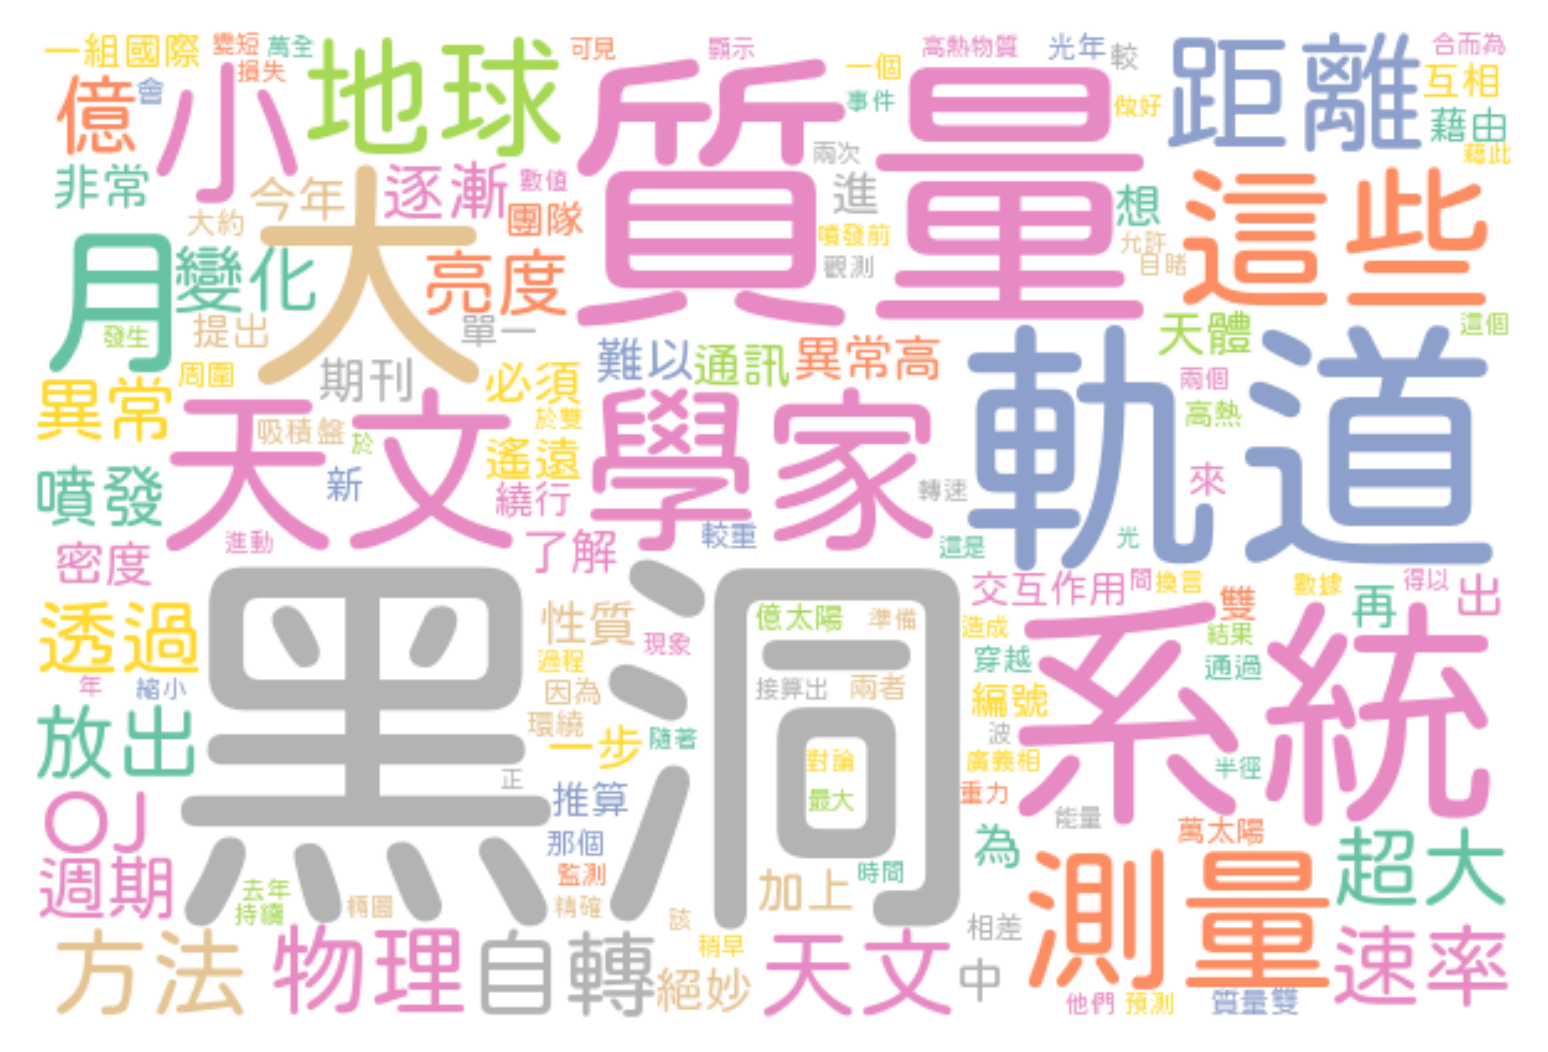 一組國際 變短 萬全 地球 可見 顯示 高熱物質 光年 較 距離 合而為
億 會 小 損失 質量 一個 事件 做好 互相 藉由 藉此
非常 今年 大約 逐漸 數值 團隊 兩次 進 想 這些
月 變化 大 亮度 噴發前 觀測 允許 目睹
發生 提出 單一 天體 這個
異常 周圍 期刊 必須 難以 通訊 異常高 軌道 兩個 高熱
天文 吸積盤 於 於雙 遙遠 學家
噴發 新 繞行 轉速 來
密度 進動 了解 較重 這是 光
透過 黑洞 性質 現象 億太陽 準備 交互作用 間 換言 雙 數據 再 得以 出
年 縮小 過程 因為 接算出 兩者 造成 穿越 系統 結果 通過
放出 環繞 一步 隨著 編號 波
正 對論 廣義相 半徑
OJ 推算 最大 重力 能量 萬太陽
週期 那個 監測 加上 時間 為 測量 超大
去年 持續 橢圓 精確 該 相差
方法 物理 自轉 絕妙 稍早 天文 中 速率
他們 預測 質量雙